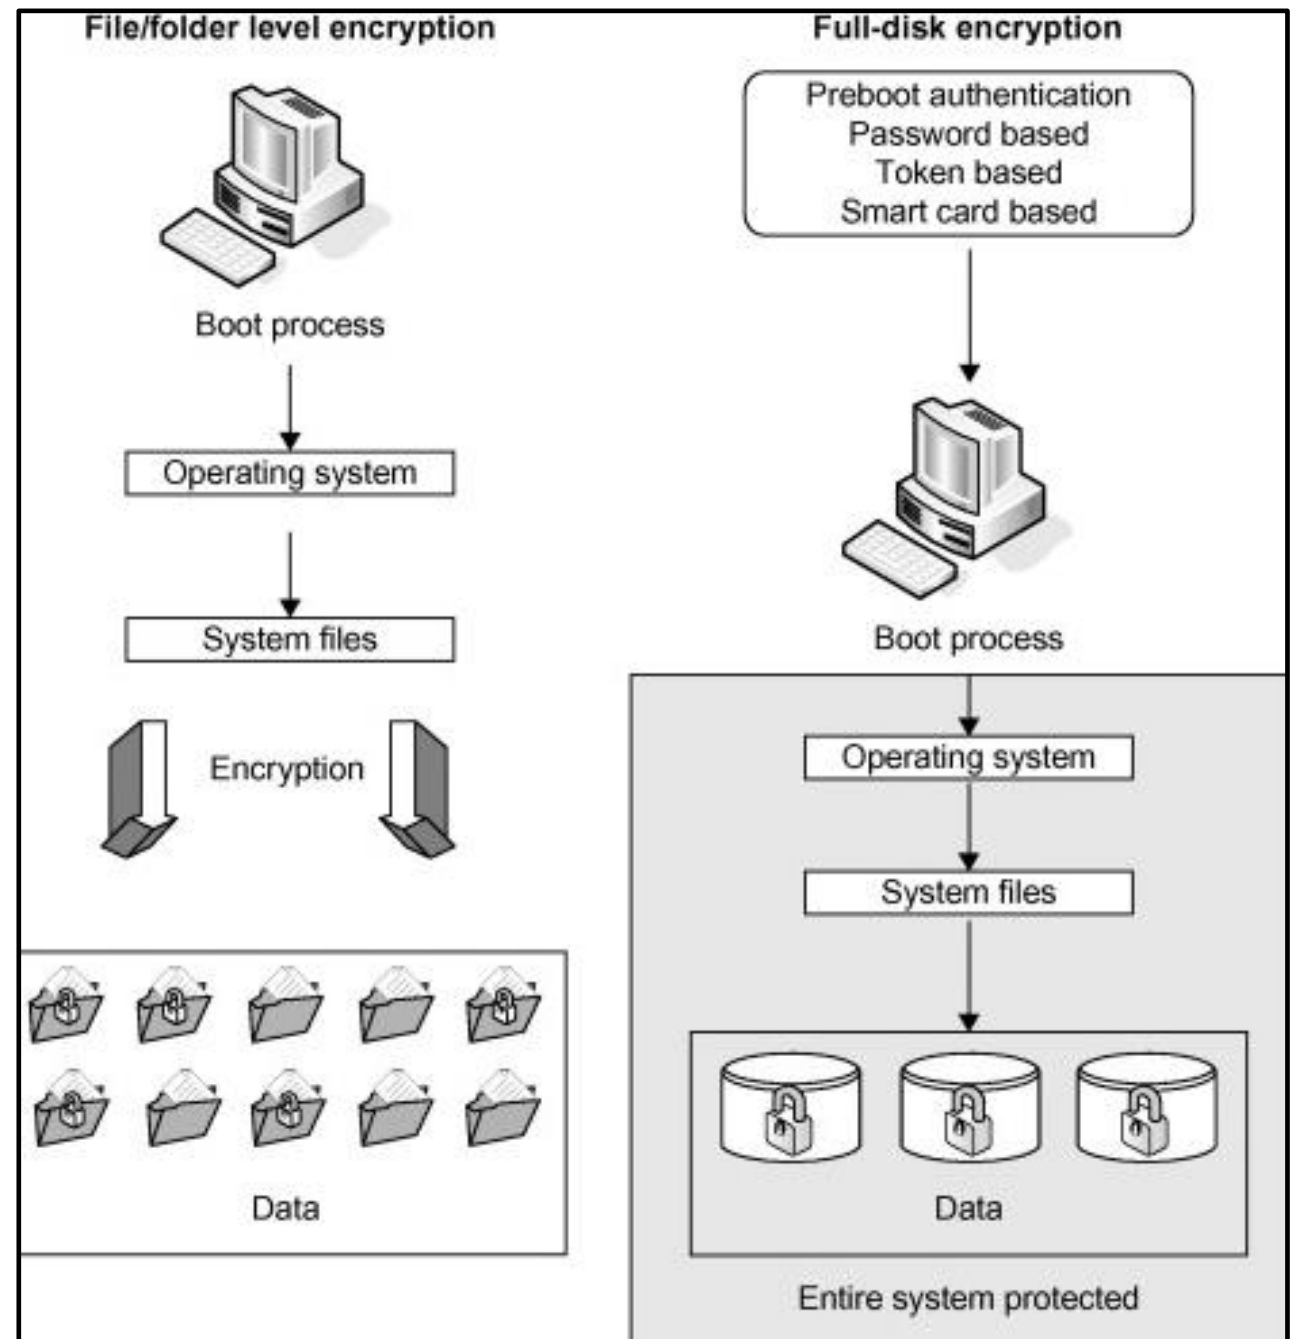 File/folder level encryption
Boot process
Operating system
System files
Encryption
Data
Full-disk encryption
Preboot authentication
Password based
Token based
Smart card based
Boot process
Operating system
System files
Data
Entire system protected